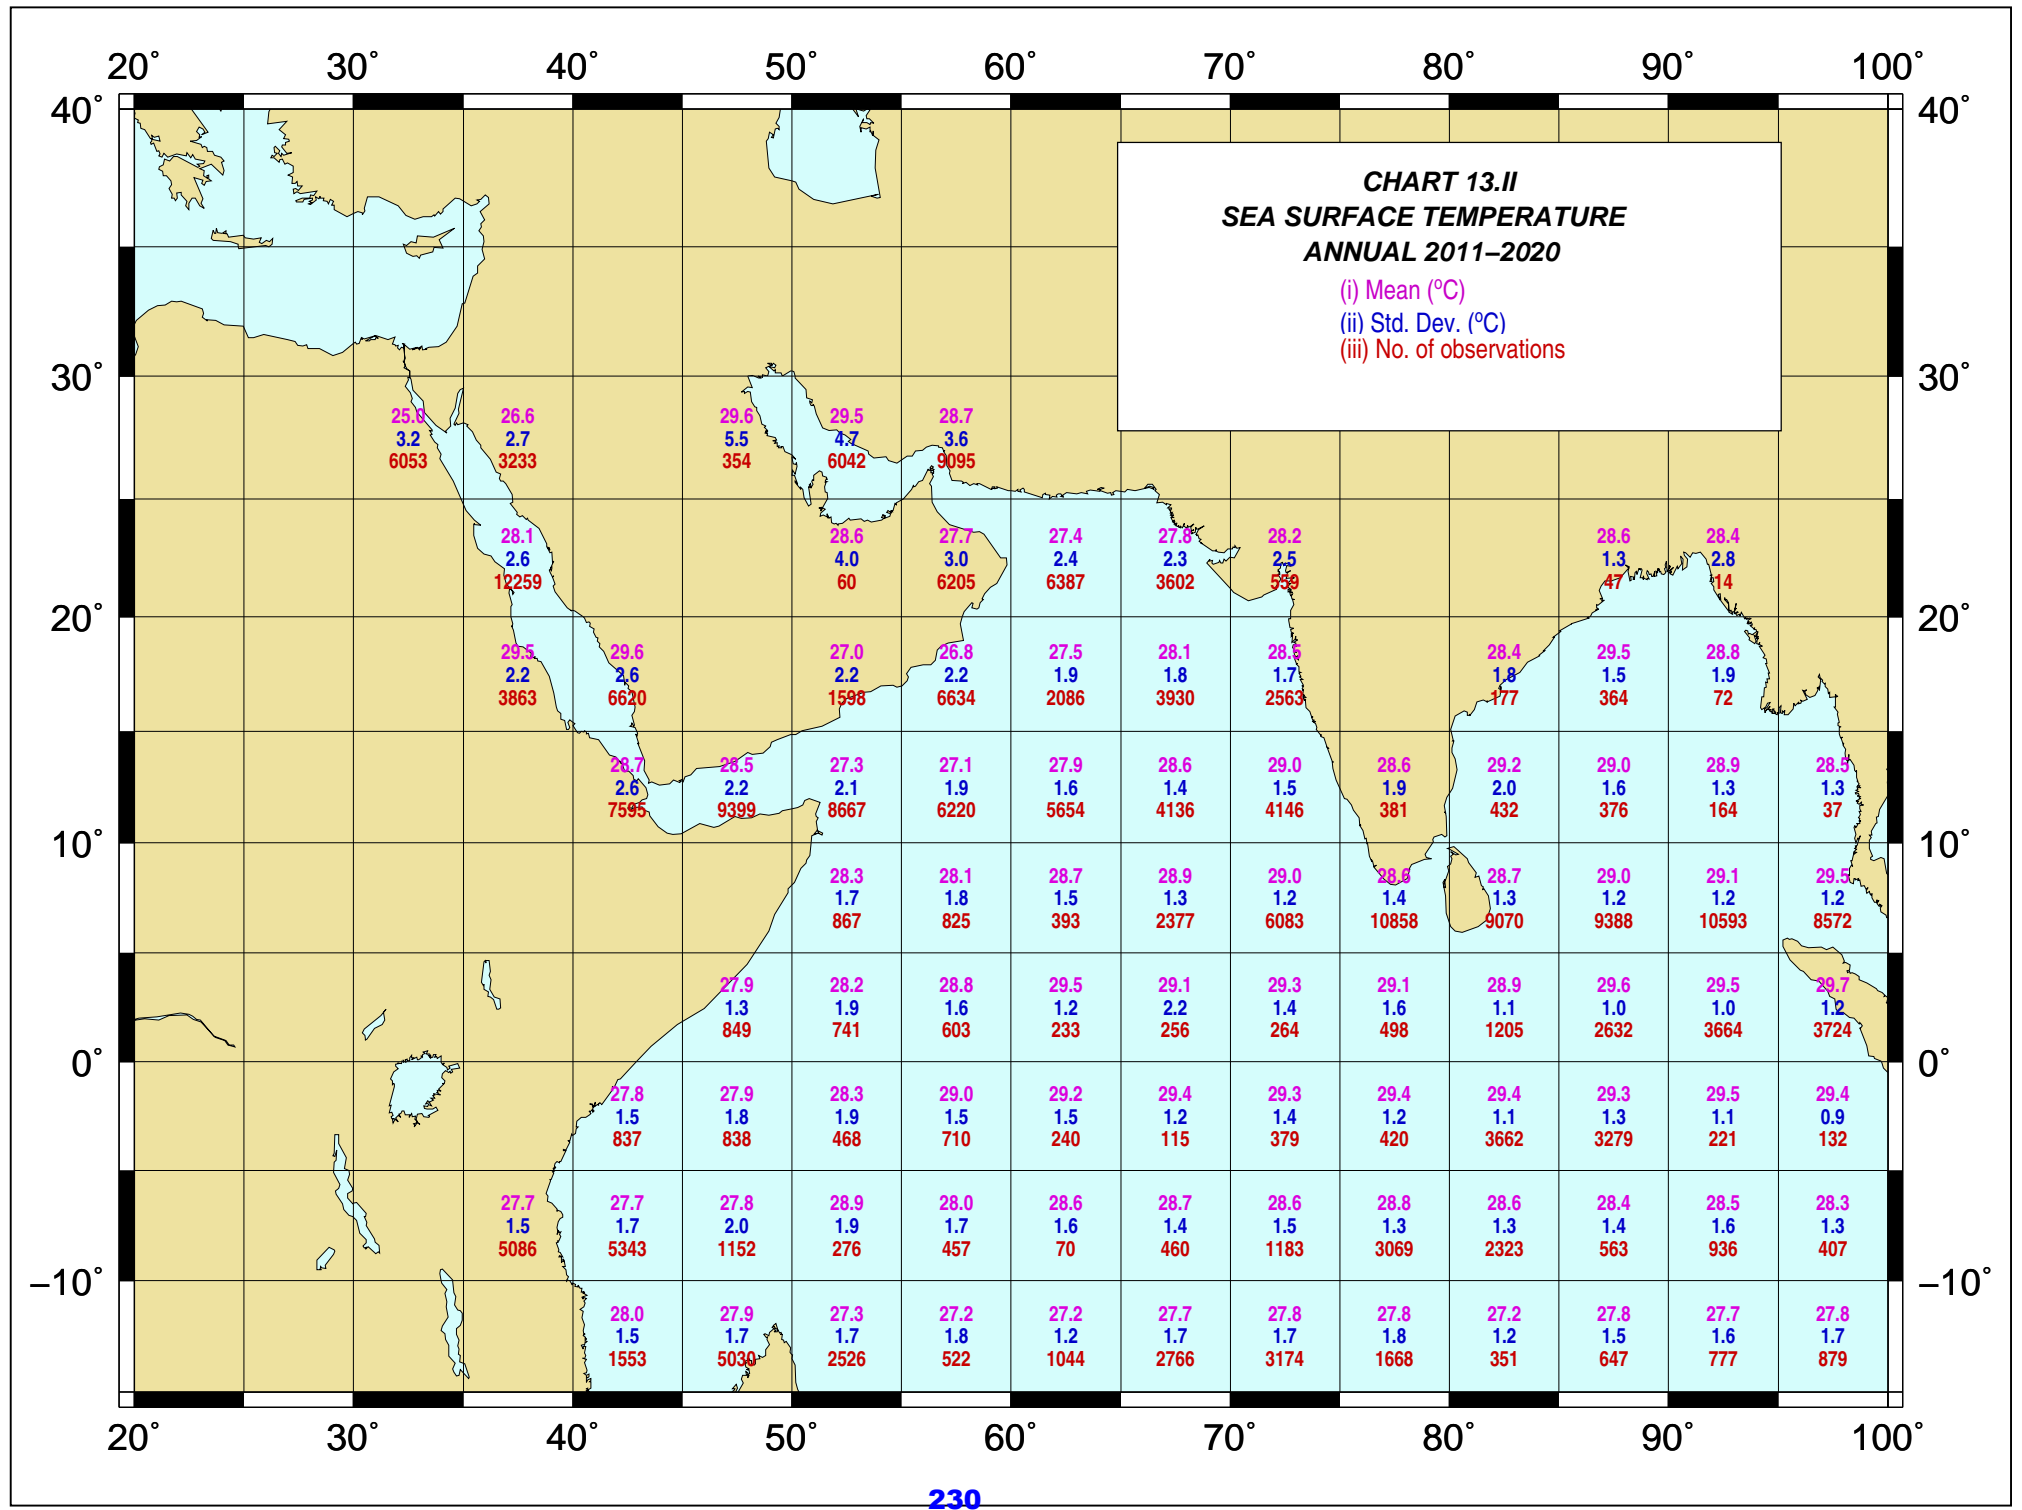 20° 30° 40° 50° 60° 70° 80° 90° 100°
40° 40°
CHART 13.II
SEA SURFACE TEMPERATURE
ANNUAL 2011–2020
(i) Mean (ºC)
(ii) Std. Dev. (ºC)
(iii) No. of observations
30° 30°
25.0 26.6 29.6 29.5 28.7
3.2 2.7 5.5 4.7 3.6
6053 3233 354 6042 9095
28.1 28.6 27.7 27.4 27.8 28.2 28.6 28.4
2.6 4.0 3.0 2.4 2.3 2.5 1.3 2.8
12259 60 6205 6387 3602 559 47 14
20° 20°
29.5 29.6 27.0 26.8 27.5 28.1 28.5 28.4 29.5 28.8
2.2 2.6 2.2 2.2 1.9 1.8 1.7 1.8 1.5 1.9
3863 6620 1598 6634 2086 3930 2563 177 364 72
28.7 28.5 27.3 27.1 27.9 28.6 29.0 28.6 29.2 29.0 28.9 28.5
2.6 2.2 2.1 1.9 1.6 1.4 1.5 1.9 2.0 1.6 1.3 1.3
7595 9399 8667 6220 5654 4136 4146 381 432 376 164 37
10° 10°
28.3 28.1 28.7 28.9 29.0 28.6 28.7 29.0 29.1 29.5
1.7 1.8 1.5 1.3 1.2 1.4 1.3 1.2 1.2 1.2
867 825 393 2377 6083 10858 9070 9388 10593 8572
27.9 28.2 28.8 29.5 29.1 29.3 29.1 28.9 29.6 29.5 29.7
1.3 1.9 1.6 1.2 2.2 1.4 1.6 1.1 1.0 1.0 1.2
849 741 603 233 256 264 498 1205 2632 3664 3724
0° 0°
27.8 27.9 28.3 29.0 29.2 29.4 29.3 29.4 29.4 29.3 29.5 29.4
1.5 1.8 1.9 1.5 1.5 1.2 1.4 1.2 1.1 1.3 1.1 0.9
837 838 468 710 240 115 379 420 3662 3279 221 132
27.7 27.7 27.8 28.9 28.0 28.6 28.7 28.6 28.8 28.6 28.4 28.5 28.3
1.5 1.7 2.0 1.9 1.7 1.6 1.4 1.5 1.3 1.3 1.4 1.6 1.3
5086 5343 1152 276 457 70 460 1183 3069 2323 563 936 407
–10° –10°
28.0 27.9 27.3 27.2 27.2 27.7 27.8 27.8 27.2 27.8 27.7 27.8
1.5 1.7 1.7 1.8 1.2 1.7 1.7 1.8 1.2 1.5 1.6 1.7
1553 5030 2526 522 1044 2766 3174 1668 351 647 777 879
20° 30° 40° 50° 60° 70° 80° 90° 100°
230